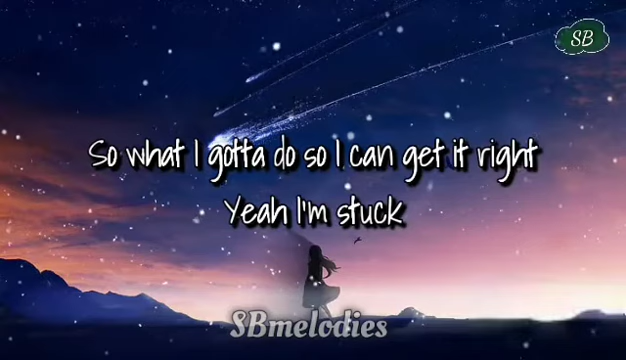 SB
So what I gotta do so I can get it right
Yeah I'm stuck
SBmelodies